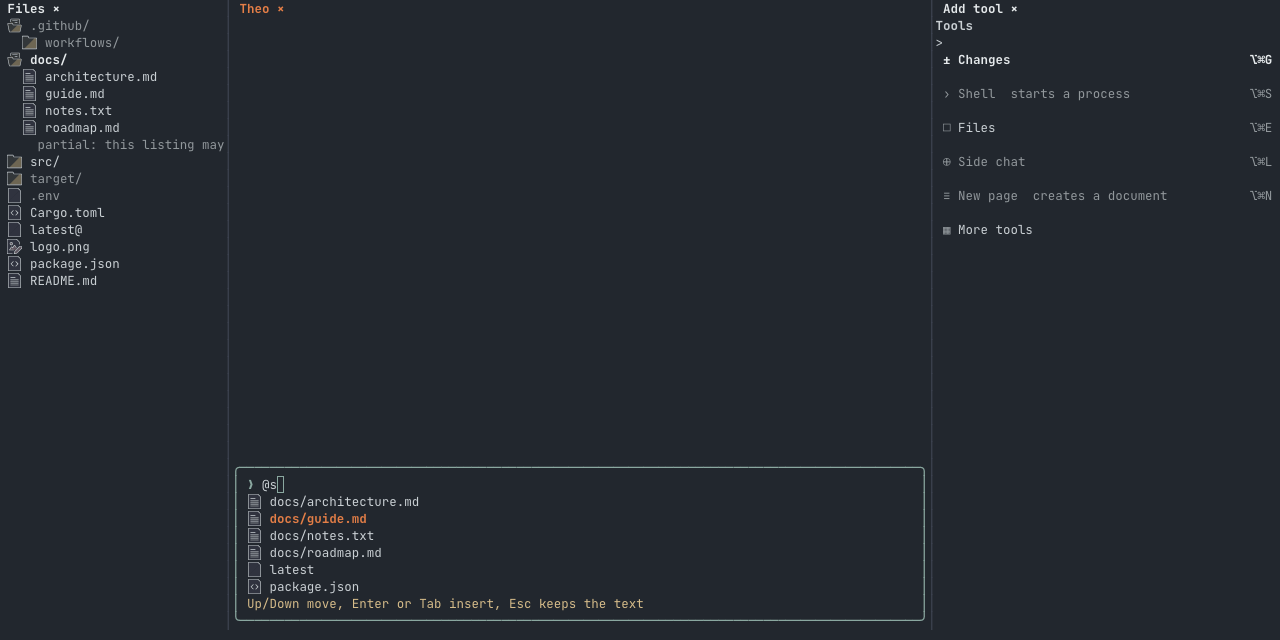 Files ×
.github/
workflows/
docs/
architecture.md
guide.md
notes.txt
roadmap.md
partial: this listing may
src/
target/
.env
Cargo.toml
latest@
logo.png
package.json
README.md
Theo ×
❫ @s
docs/architecture.md
docs/guide.md
docs/notes.txt
docs/roadmap.md
latest
package.json
Up/Down move, Enter or Tab insert, Esc keeps the text
Add tool ×
Tools
>
± Changes ⌥⌘G
› Shell starts a process ⌥⌘S
□ Files ⌥⌘E
⊕ Side chat ⌥⌘L
≡ New page creates a document ⌥⌘N
▦ More tools